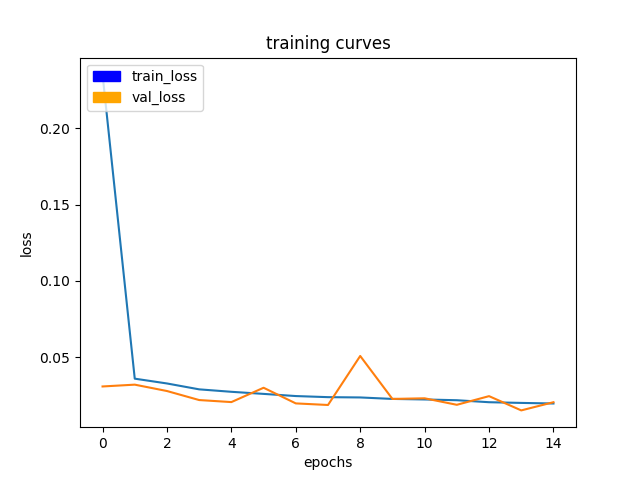 training curves
train_loss
val_loss
0.20
0.15
0.10
0.05
loss
0 2 4 6 8 10 12 14
epochs